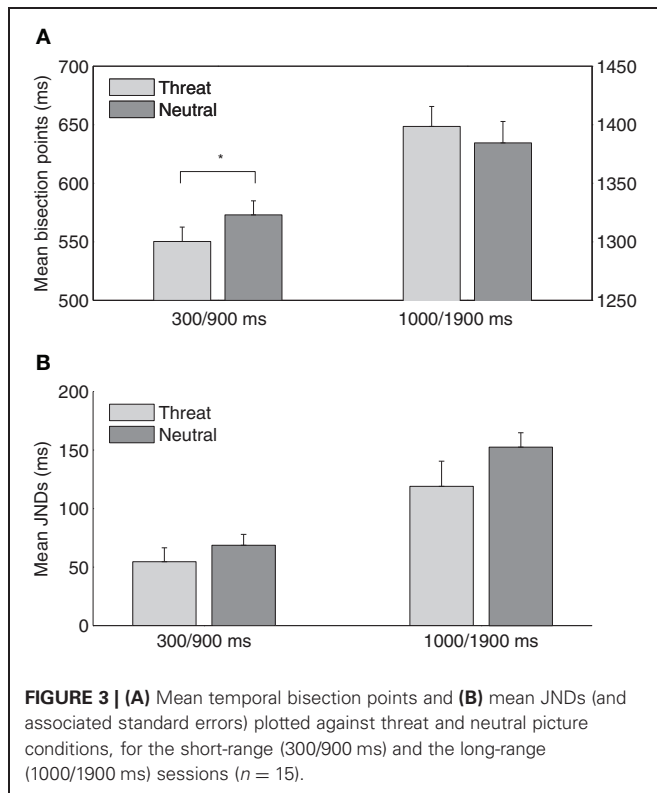 A
Threat
Neutral
*
Mean bisection points (ms)
700
650
600
550
500
1450
1400
1350
1300
1250
300/900 ms
1000/1900 ms
B
Threat
Neutral
Mean JNDs (ms)
200
150
100
50
0
300/900 ms
1000/1900 ms
FIGURE 3 | (A) Mean temporal bisection points and (B) mean JNDs (and
associated standard errors) plotted against threat and neutral picture
conditions, for the short-range (300/900 ms) and the long-range
(1000/1900 ms) sessions (n = 15).